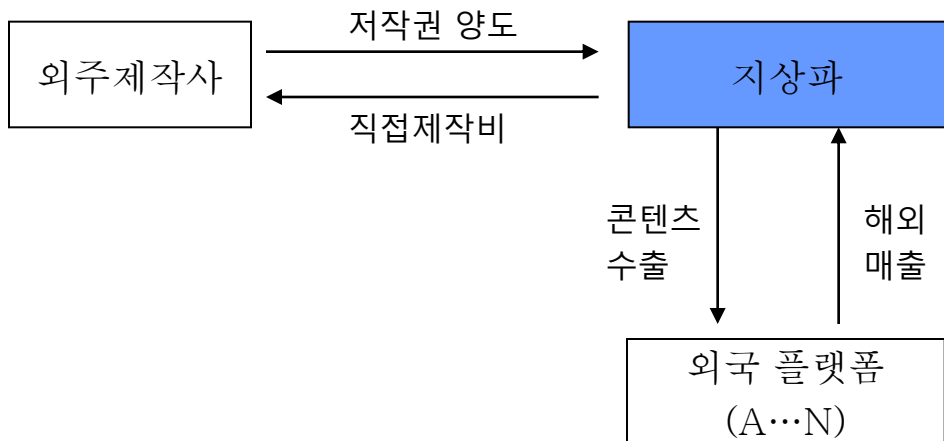 저작권 양도
외주제작사
지상파
직접제작비
콘텐츠
수출
해외
매출
외국 플랫폼
(A⋯N)